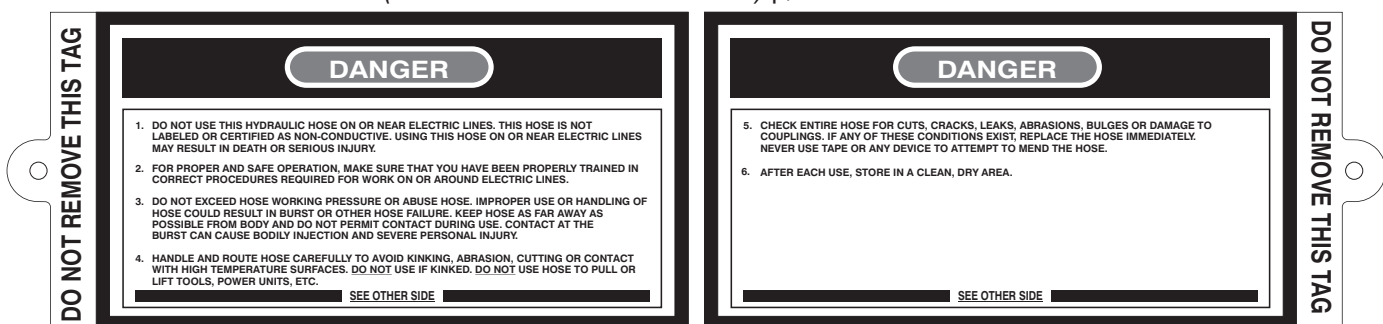 DO NOT REMOVE THIS TAG
DANGER
1. DO NOT USE THIS HYDRAULIC HOSE ON OR NEAR ELECTRIC LINES. THIS HOSE IS NOT
LABELED OR CERTIFIED AS NON-CONDUCTIVE. USING THIS HOSE ON OR NEAR ELECTRIC LINES
MAY RESULT IN DEATH OR SERIOUS INJURY.
2. FOR PROPER AND SAFE OPERATION, MAKE SURE THAT YOU HAVE BEEN PROPERLY TRAINED IN
CORRECT PROCEDURES REQUIRED FOR WORK ON OR AROUND ELECTRIC LINES.
3. DO NOT EXCEED HOSE WORKING PRESSURE OR ABUSE HOSE. IMPROPER USE OR HANDLING OF
HOSE COULD RESULT IN BURST OR OTHER HOSE FAILURE. KEEP HOSE AS FAR AWAY AS
POSSIBLE FROM BODY AND DO NOT PERMIT CONTACT DURING USE. CONTACT AT THE
BURST CAN CAUSE BODILY INJECTION AND SEVERE PERSONAL INJURY.
4. HANDLE AND ROUTE HOSE CAREFULLY TO AVOID KINKING, ABRASION, CUTTING OR CONTACT
WITH HIGH TEMPERATURE SURFACES. DO NOT USE IF KINKED. DO NOT USE HOSE TO PULL OR
LIFT TOOLS, POWER UNITS, ETC.
SEE OTHER SIDE
DANGER
5. CHECK ENTIRE HOSE FOR CUTS, CRACKS, LEAKS, ABRASIONS, BULGES OR DAMAGE TO
COUPLINGS. IF ANY OF THESE CONDITIONS EXIST, REPLACE THE HOSE IMMEDIATELY.
NEVER USE TAPE OR ANY DEVICE TO ATTEMPT TO MEND THE HOSE.
6. AFTER EACH USE, STORE IN A CLEAN, DRY AREA.
SEE OTHER SIDE
DO NOT REMOVE THIS TAG